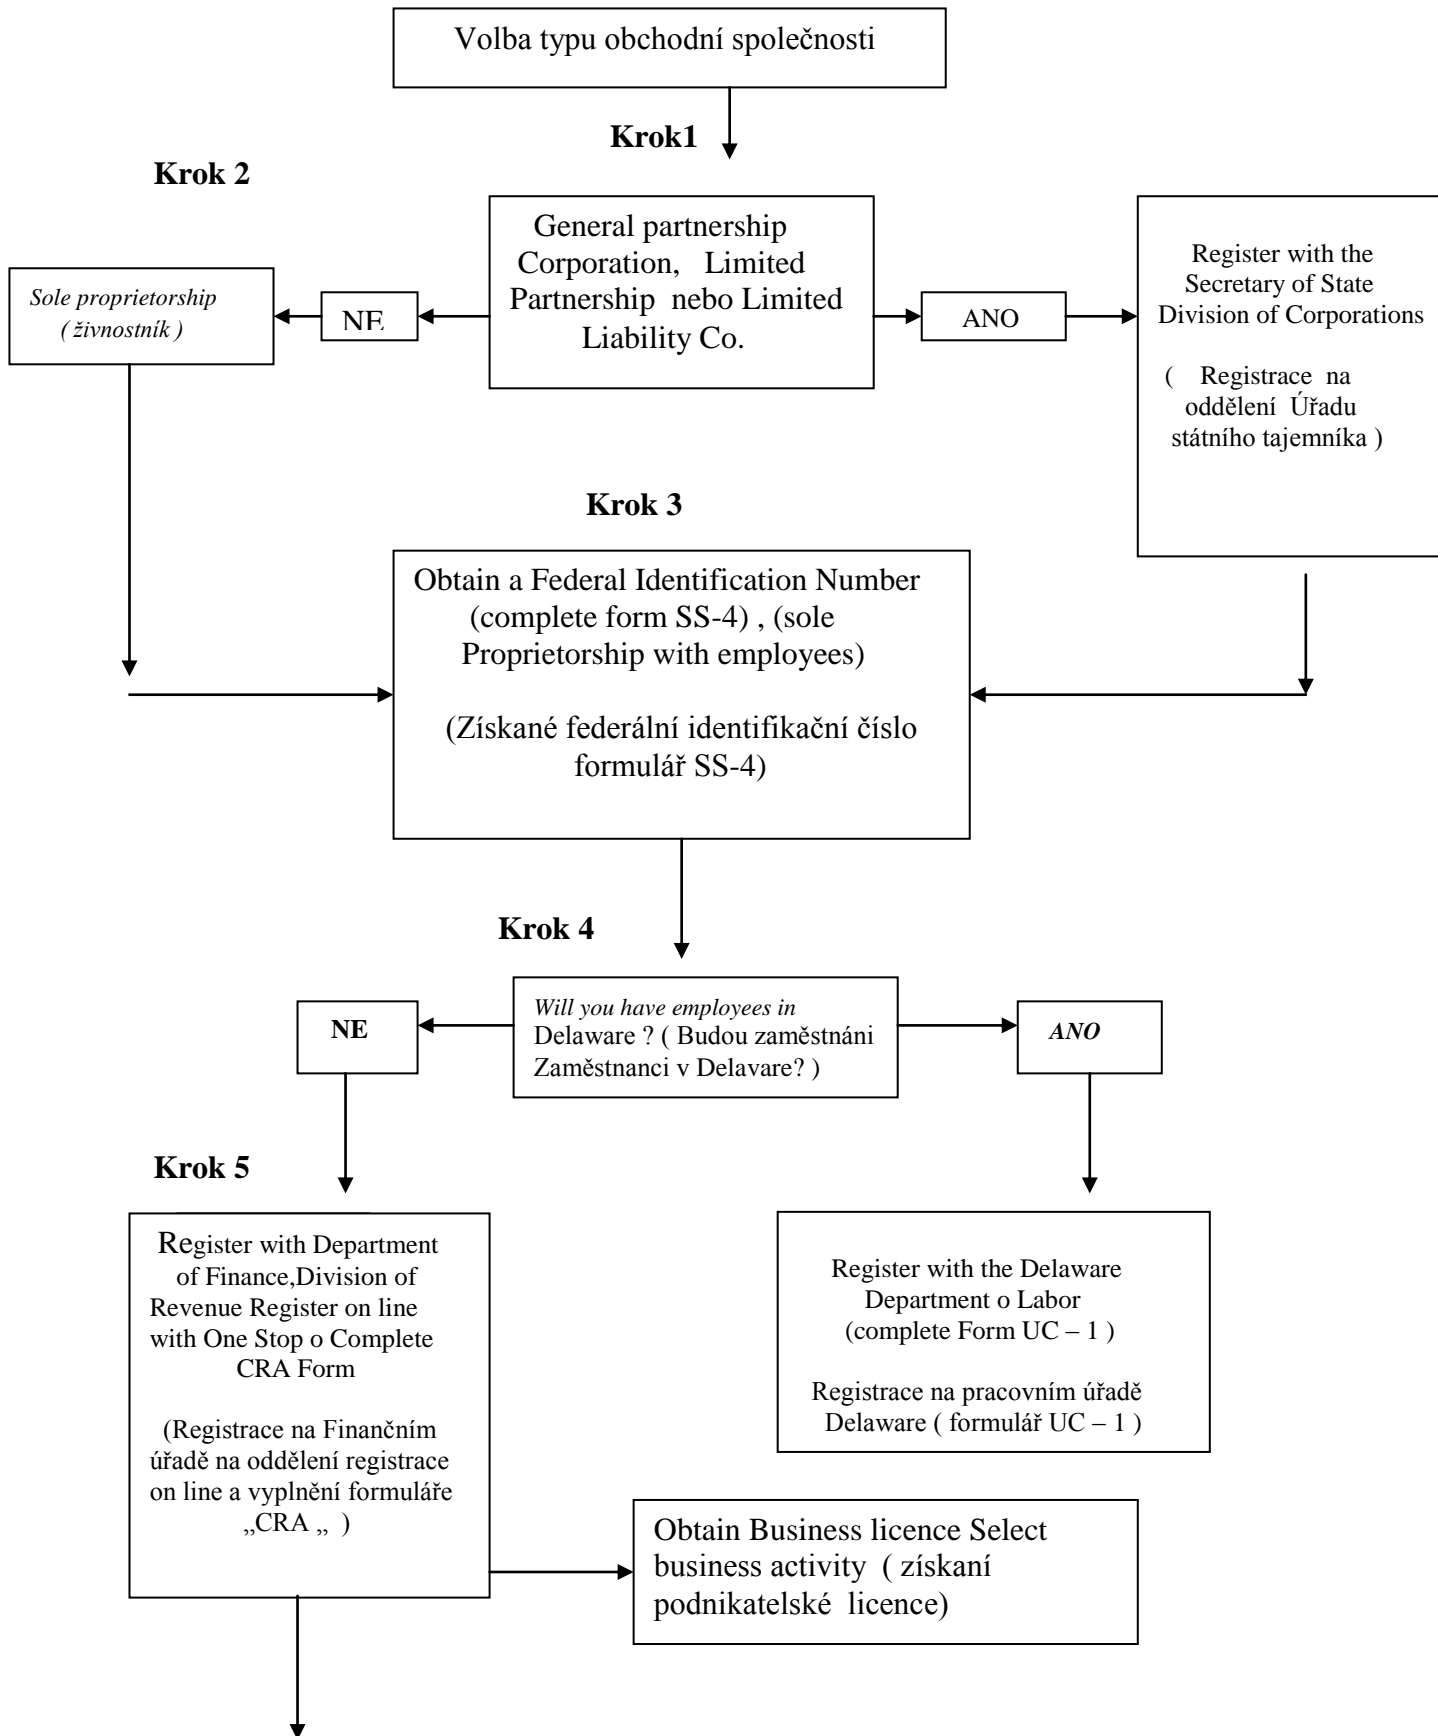 Volba typu obchodní společnosti
Krok1
Krok 2
General partnership
Corporation, Limited
Partnership nebo Limited
Liability Co.
Sole proprietorship
( živnostník )
NE
ANO
Register with the
Secretary of State
Division of Corporations
( Registrace na
oddělení Úřadu
státního tajemníka )
Krok 3
Obtain a Federal Identification Number
(complete form SS-4) , (sole
Proprietorship with employees)
(Získané federální identifikační číslo
formulář SS-4)
Krok 4
NE
Will you have employees in
Delaware ? ( Budou zaměstnáni
Zaměstnanci v Delavare? )
ANO
Krok 5
Register with Department
of Finance,Division of
Revenue Register on line
with One Stop o Complete
CRA Form
(Registrace na Finančním
úřadě na oddělení registrace
on line a vyplnění formuláře
„CRA „ )
Register with the Delaware
Department o Labor
(complete Form UC – 1 )
Registrace na pracovním úřadě
Delaware ( formulář UC – 1 )
Obtain Business licence Select
business activity ( získaní
podnikatelské licence)